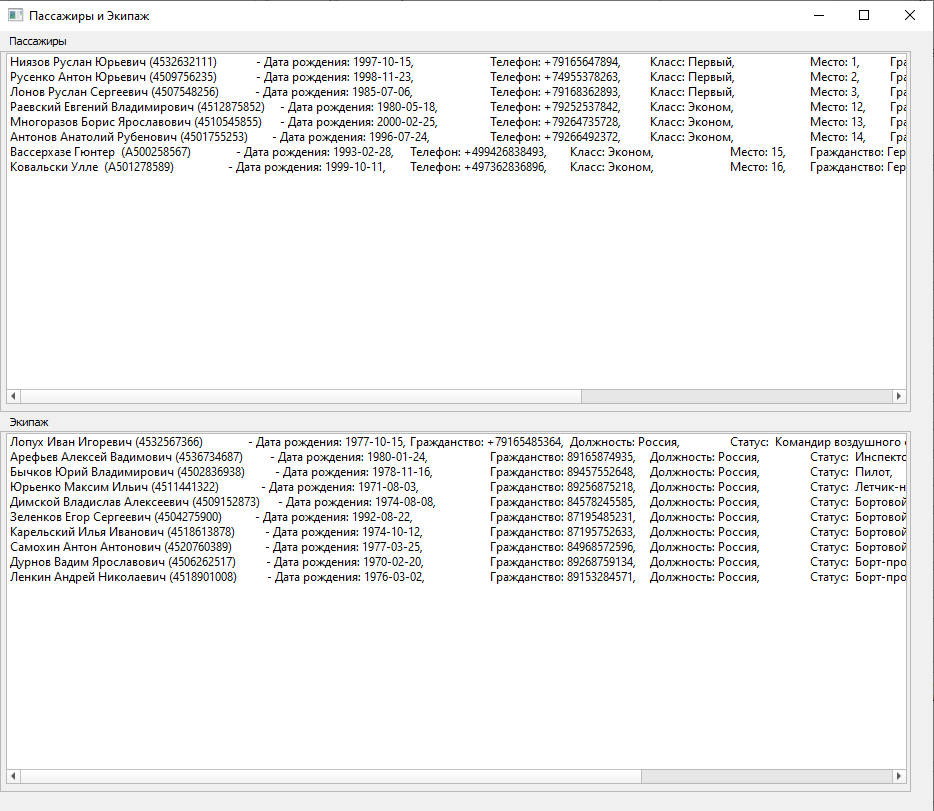 Пассажиры и Экипаж
Пассажиры
Ниязов Руслан Юрьевич (4532632111) - Дата рождения: 1997-10-15, Телефон: +79165647894, Класс: Первый, Место: 1, Гра
Русенко Антон Юрьевич (4509756235) - Дата рождения: 1998-11-23, Телефон: +74955378263, Класс: Первый, Место: 2, Гра
Лонов Руслан Сергеевич (4507548256) - Дата рождения: 1985-07-06, Телефон: +79168362893, Класс: Первый, Место: 3, Гра
Раевский Евгений Владимирович (4512875852) - Дата рождения: 1980-05-18, Телефон: +79252537842, Класс: Эконом, Место: 12, Гра
Многоразов Борис Ярославович (4510545855) - Дата рождения: 2000-02-25, Телефон: +79264735728, Класс: Эконом, Место: 13, Гра
Антонов Анатолий Рубенович (4501755253) - Дата рождения: 1996-07-24, Телефон: +79266492372, Класс: Эконом, Место: 14, Гра
Вассерхазе Гюнтер (A500258567) - Дата рождения: 1993-02-28, Телефон: +499426838493, Класс: Эконом, Место: 15, Гражданство: Гер
Ковальски Улле (A501278589) - Дата рождения: 1999-10-11, Телефон: +497362836896, Класс: Эконом, Место: 16, Гражданство: Гер
Экипаж
Лопух Иван Игоревич (4532567366) - Дата рождения: 1977-10-15, Гражданство: +79165485364, Должность: Россия, Статус: Командир воздушного
Арефьев Алексей Вадимович (4536734687) - Дата рождения: 1980-01-24, Гражданство: 89165874935, Должность: Россия, Статус: Инспекто
Бычков Юрий Владимирович (4502836938) - Дата рождения: 1978-11-16, Гражданство: 89457552648, Должность: Россия, Статус: Пилот,
Юрьенко Максим Ильич (4511441322) - Дата рождения: 1971-08-03, Гражданство: 89256875218, Должность: Россия, Статус: Летчик-н
Димской Владислав Алексеевич (4509152873) - Дата рождения: 1974-08-08, Гражданство: 84578245585, Должность: Россия, Статус: Бортовой
Зеленков Егор Сергеевич (4504275900) - Дата рождения: 1992-08-22, Гражданство: 87195485231, Должность: Россия, Статус: Бортовой
Карельский Илья Иванович (4518613878) - Дата рождения: 1974-10-12, Гражданство: 87195752633, Должность: Россия, Статус: Бортовой
Самохин Антон Антонович (4520760389) - Дата рождения: 1977-03-25, Гражданство: 84968572596, Должность: Россия, Статус: Бортовой
Дурнов Вадим Ярославович (4506262517) - Дата рождения: 1970-02-20, Гражданство: 89268759134, Должность: Россия, Статус: Борт-про
Ленкин Андрей Николаевич (4518901008) - Дата рождения: 1976-03-02, Гражданство: 89153284571, Должность: Россия, Статус: Борт-про